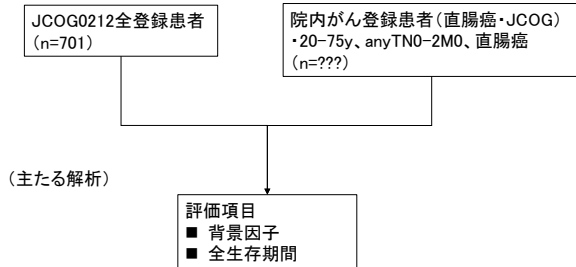 JCOG0212全登録患者
(n=701)
院内がん登録患者(直腸癌・JCOG)
・20-75y、anyTN0-2M0、直腸癌
(n=???)
(主たる解析)
評価項目
■ 背景因子
■ 全生存期間